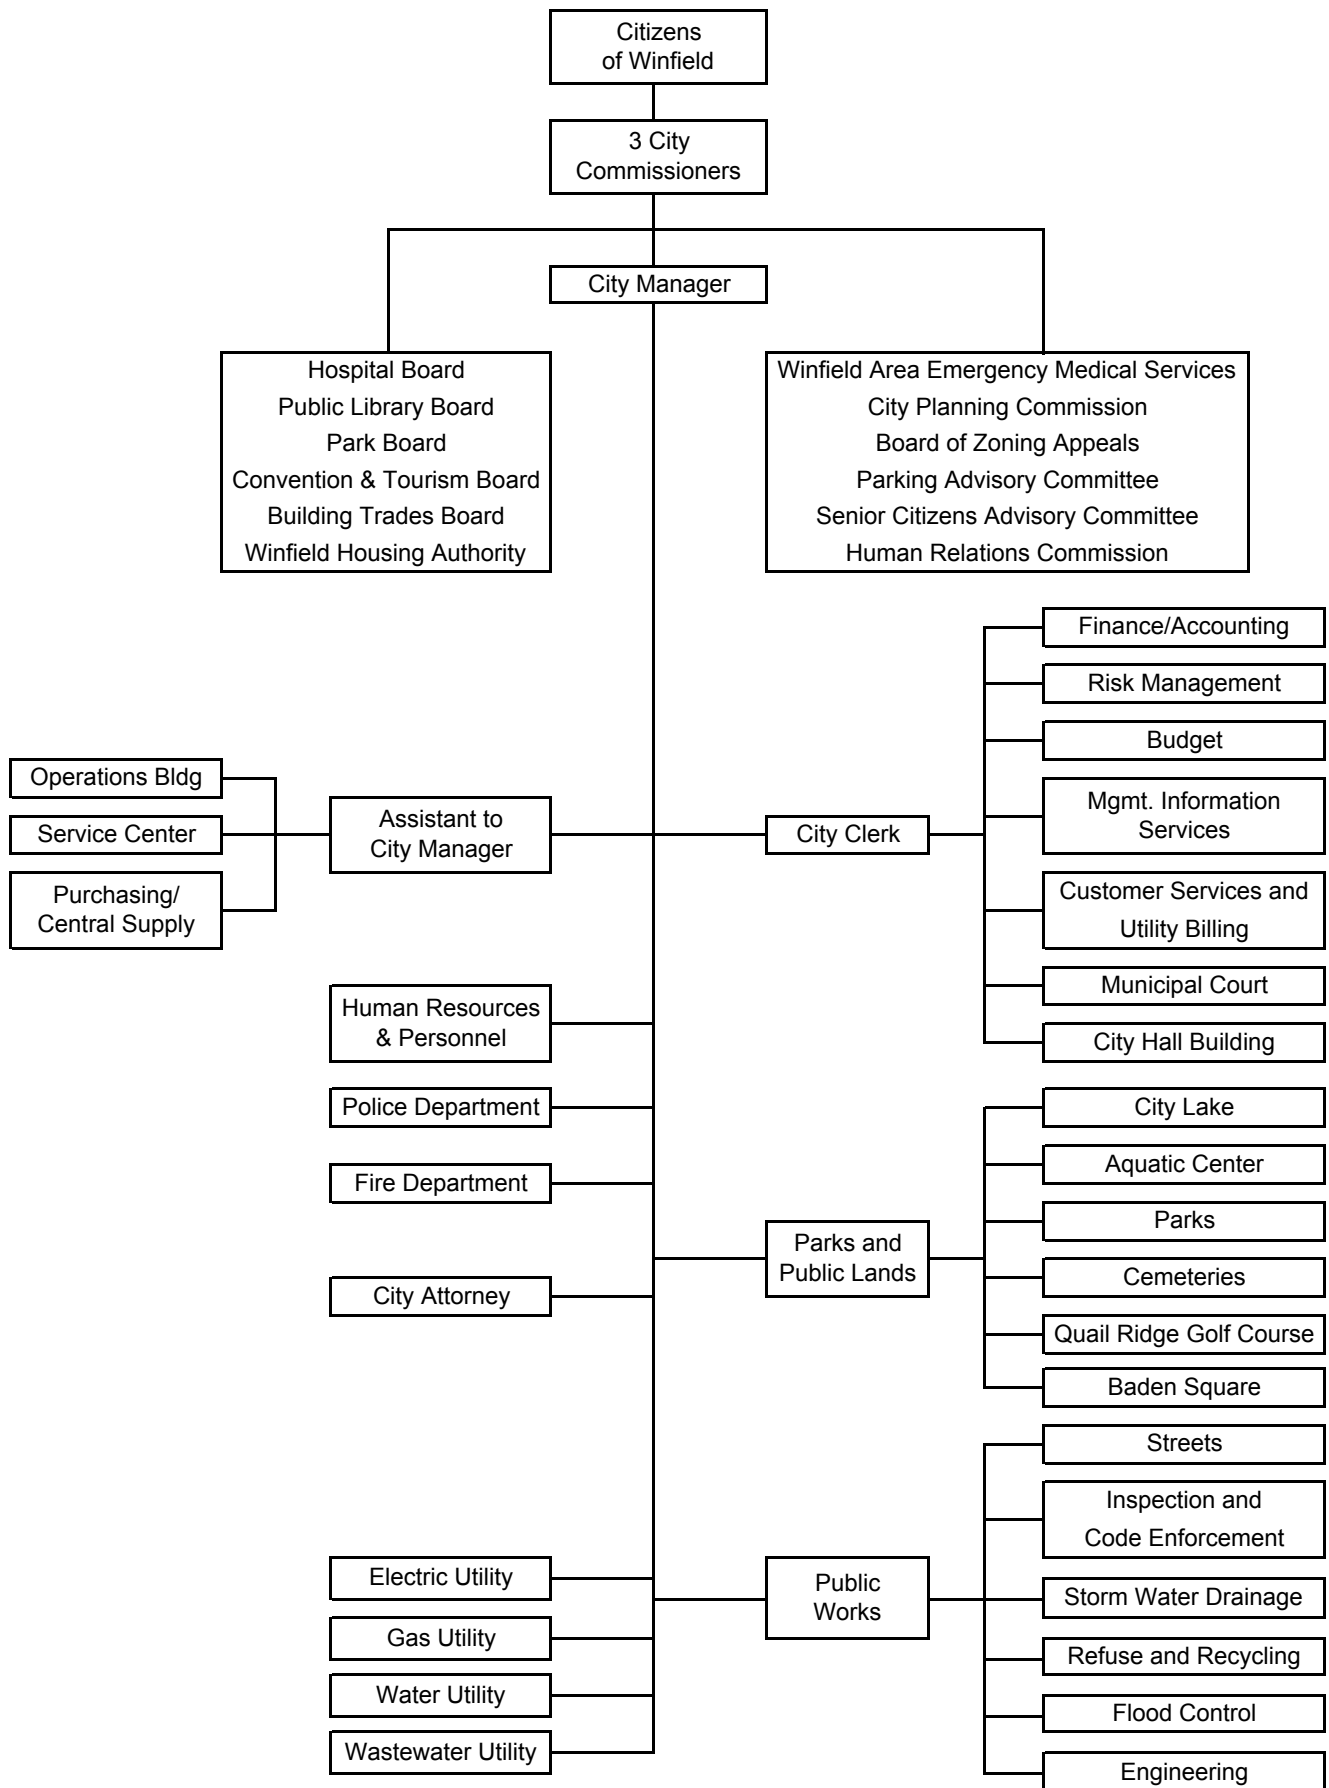 Citizens
of Winfield
3 City
Commissioners
City Manager
Hospital Board
Public Library Board
Park Board
Convention & Tourism Board
Building Trades Board
Winfield Housing Authority
Winfield Area Emergency Medical Services
City Planning Commission
Board of Zoning Appeals
Parking Advisory Committee
Senior Citizens Advisory Committee
Human Relations Commission
Operations Bldg
Service Center
Purchasing/
Central Supply
Assistant to
City Manager
City Clerk
Finance/Accounting
Risk Management
Budget
Mgmt. Information
Services
Customer Services and
Utility Billing
Municipal Court
City Hall Building
Human Resources
& Personnel
Police Department
Fire Department
City Attorney
Parks and
Public Lands
City Lake
Aquatic Center
Parks
Cemeteries
Quail Ridge Golf Course
Baden Square
Electric Utility
Gas Utility
Water Utility
Wastewater Utility
Public
Works
Streets
Inspection and
Code Enforcement
Storm Water Drainage
Refuse and Recycling
Flood Control
Engineering